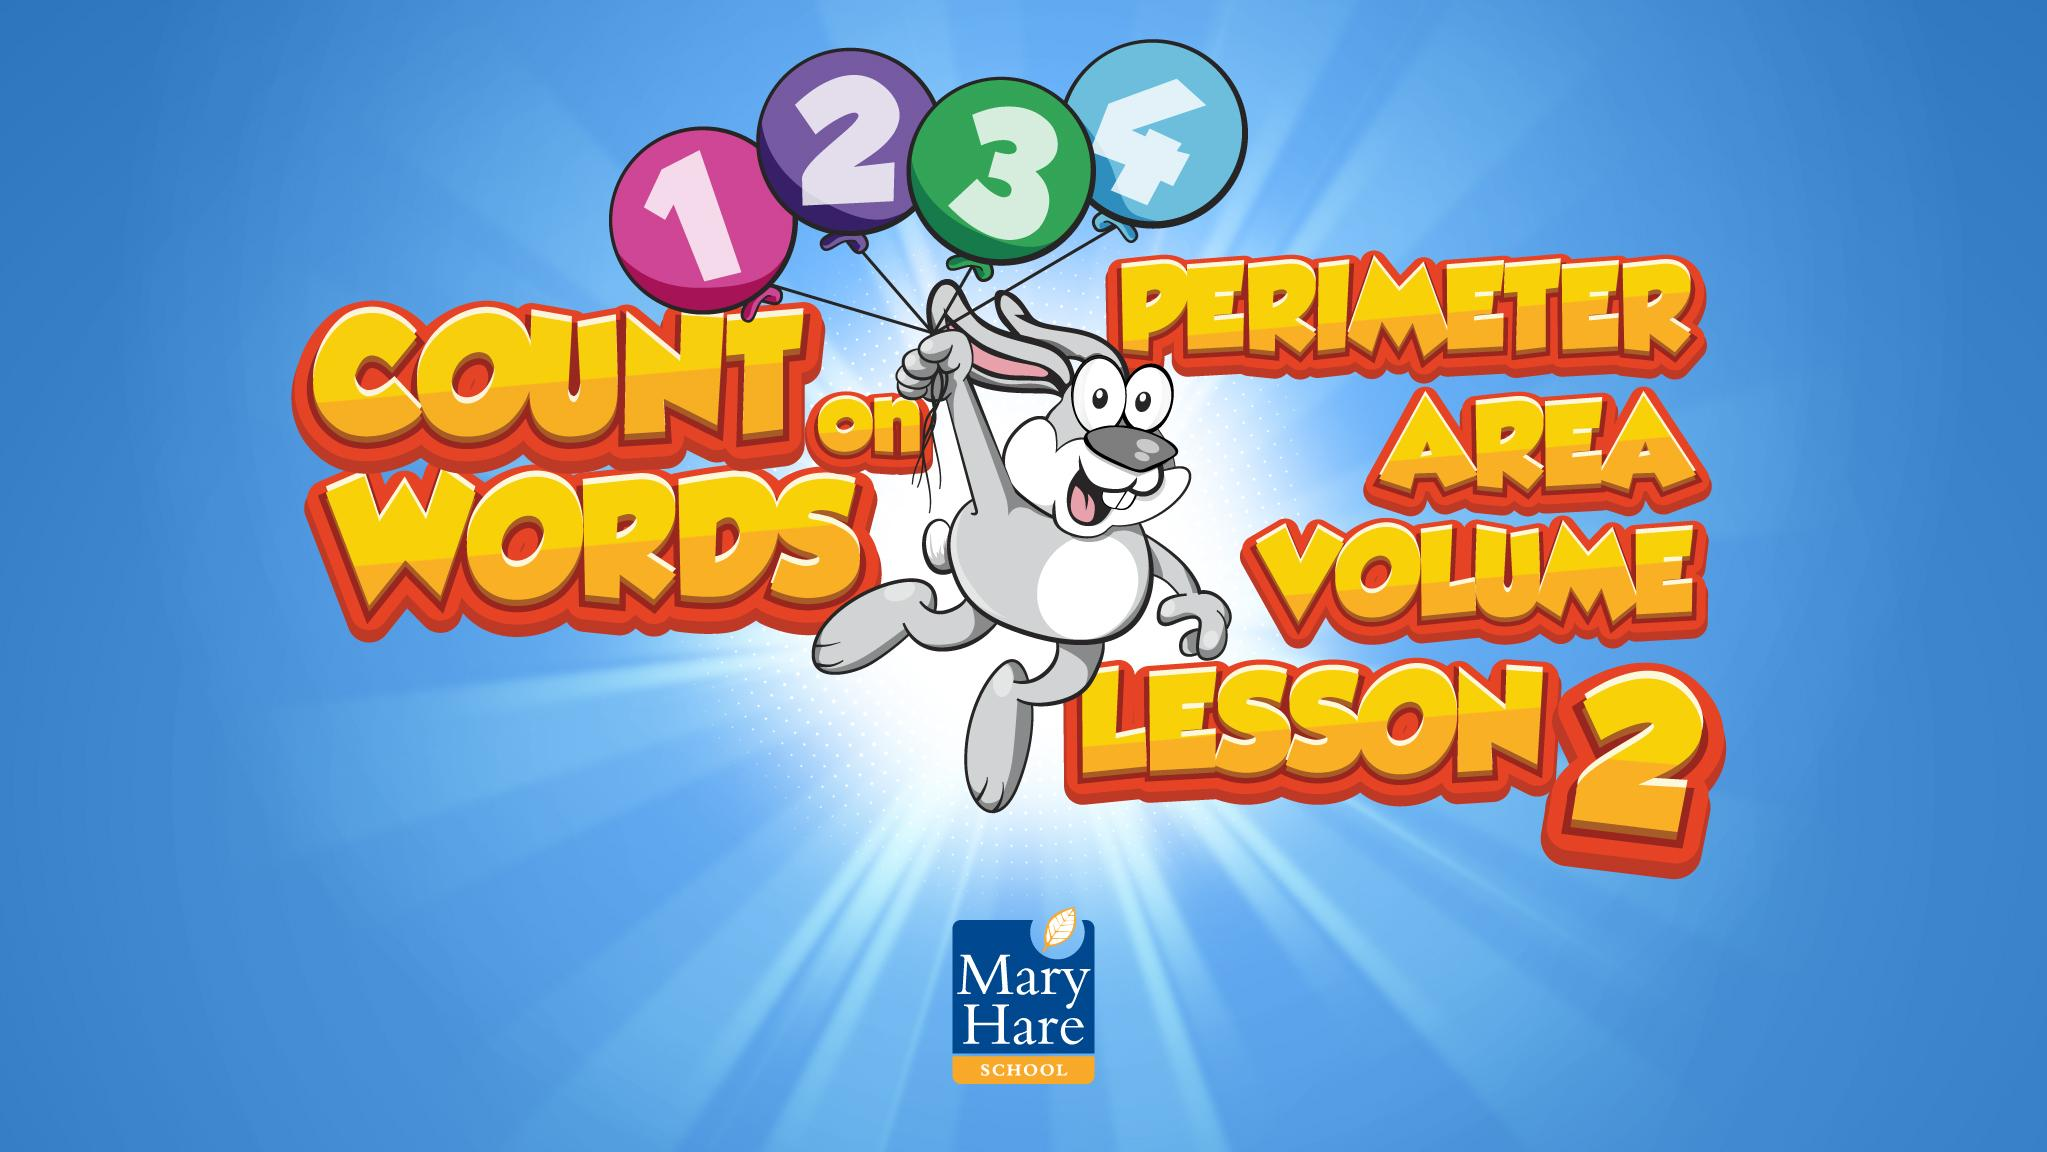 1 2 3 4
COUNT on
WORDS
PERIMETER
AREA
VOLUME
LESSON 2
Mary
Hare
SCHOOL